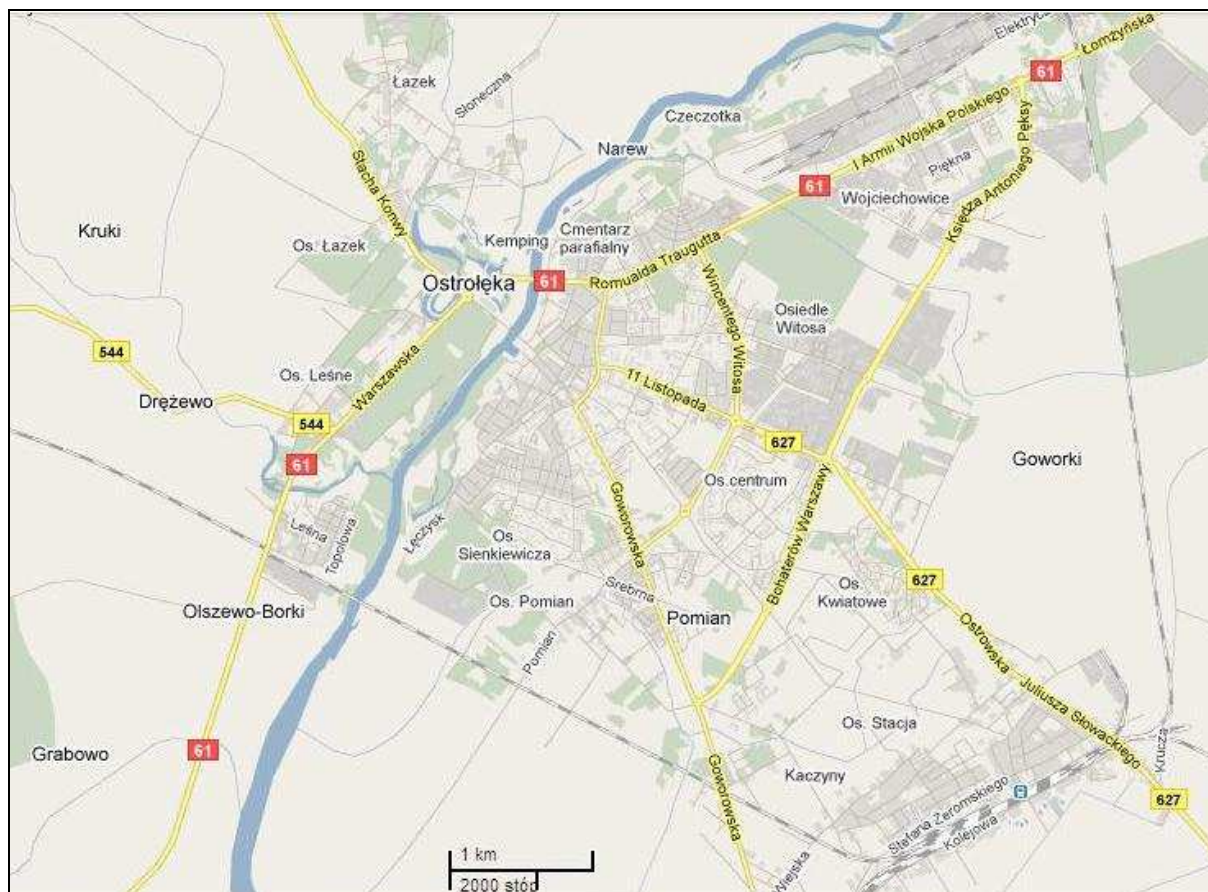 Elektrycz
Łomżyńska
61
Łazek
Słoneczna
Czeczotka
I Armii Wojska Polskiego
Narew
Piękna
Księdza Antoniego Pęksy
61
Wojciechowice
Stacha Konwy
Kruki
Os. Łazek
Kemping
Cmentarz
parafialny
Romualda Traugutta
Ostrołęka
61
Wincentego Witosa
Osiedle
Witosa
544
Os. Leśne
Warszawska
11 Listopada
Drężewo
544
627
61
Goworki
Os.centrum
Goworowska
Bohaterów Warszawy
Leśna
Topolowa
Łęczysk
Os.
Sienkiewicza
627
Srebrna
Os.
Kwiatowe
Os. Pomian
Olszewo-Borki
Pomian
Pomian
Ostrowska
Juliusza Słowackiego
Os. Stacja
Krucza
61
Grabowo
Goworowska
Kaczyny
Stefana Żeromskiego
Kolejowa
627
1 km
2000 stóp
Wiejska